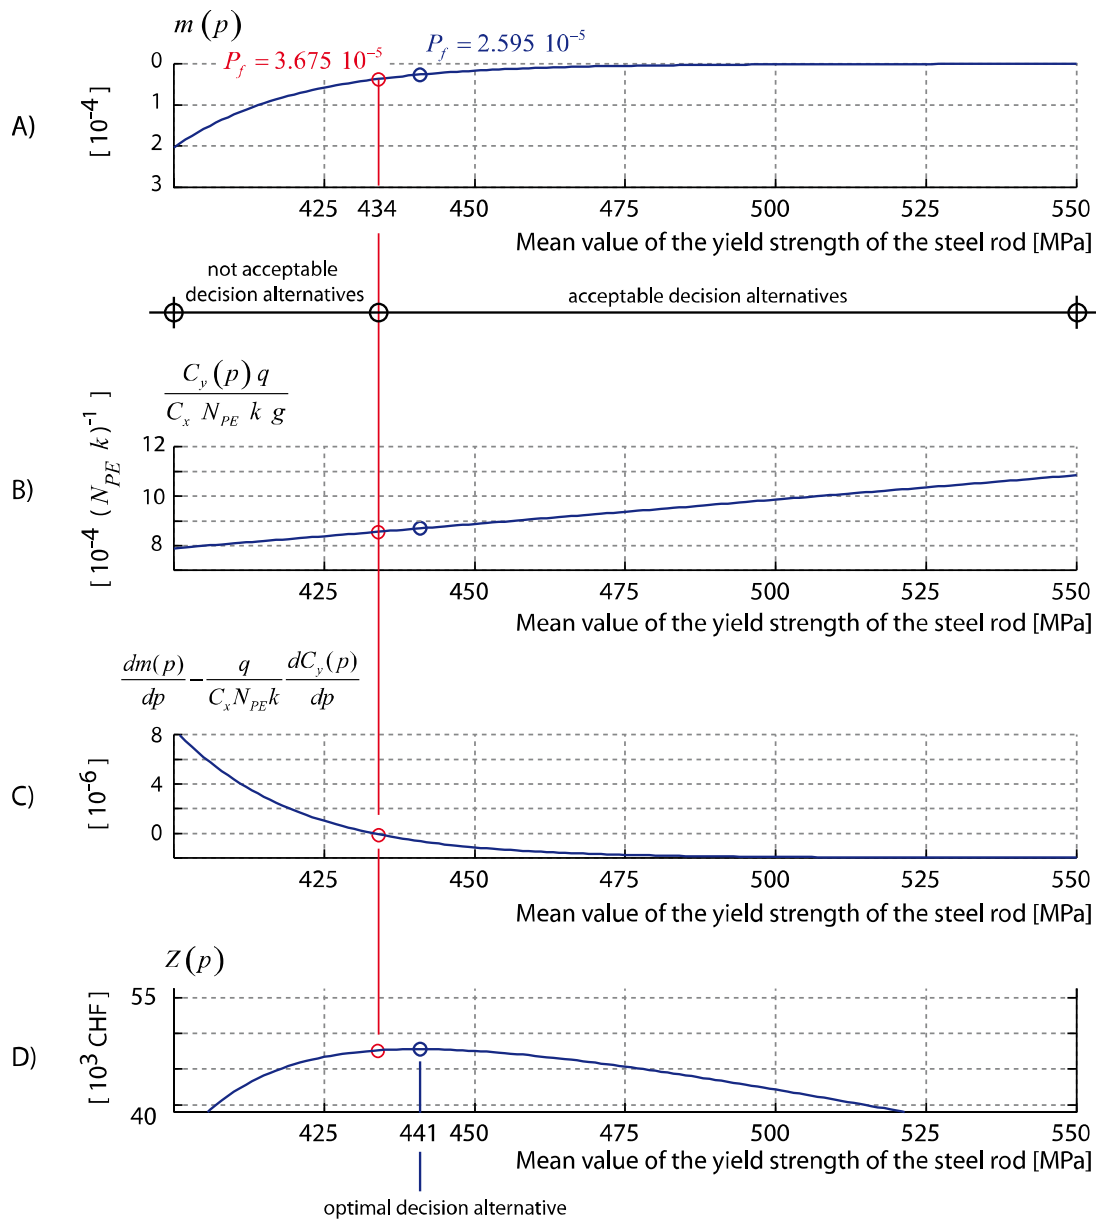 m(p)
P_f = 3.675 10^-5
P_f = 2.595 10^-5
A)
[10^-4]
0
1
2
3
425 434 450 475 500 525 550
Mean value of the yield strength of the steel rod [MPa]
not acceptable
decision alternatives
acceptable decision alternatives
C_y(p) q
C_x N_PE k g
B)
[10^-4 (N_PE k)^-1]
12
10
8
425 450 475 500 525 550
Mean value of the yield strength of the steel rod [MPa]
dm(p)/dp − q/(C_x N_PE k) dC_y(p)/dp
C)
[10^-6]
8
4
0
425 450 475 500 525 550
Mean value of the yield strength of the steel rod [MPa]
Z(p)
D)
[10^3 CHF]
55
40
425 441 450 475 500 525 550
Mean value of the yield strength of the steel rod [MPa]
optimal decision alternative